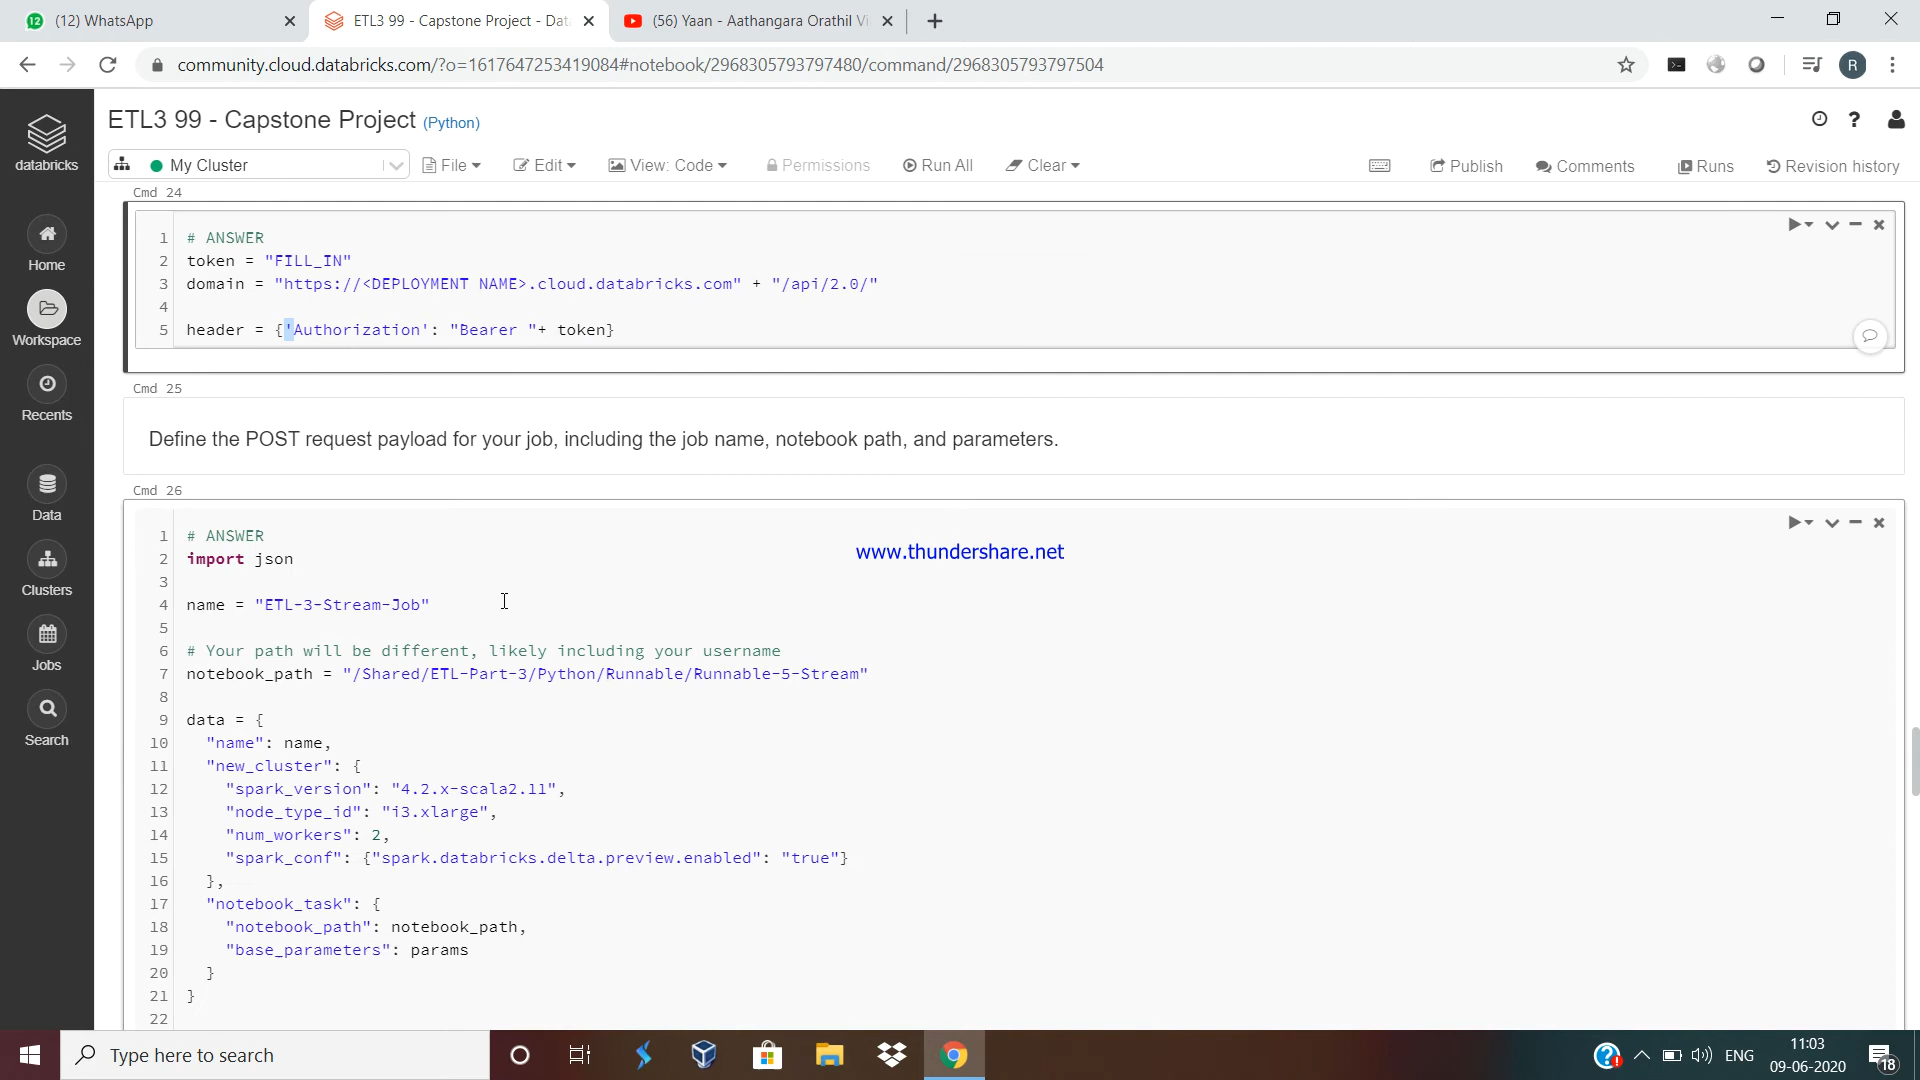 12 (12) WhatsApp
ETL3 99 - Capstone Project - Dat
(56) Yaan - Aathangara Orathil Vi
community.cloud.databricks.com/?o=1617647253419084#notebook/2968305793797480/command/2968305793797504
R
databricks
Home
Workspace
Recents
Data
Clusters
Jobs
Search
ETL3 99 - Capstone Project (Python)
My Cluster
File
Edit
View: Code
Permissions
Run All
Clear
Publish
Comments
Runs
Revision history
Cmd 24
1 # ANSWER
2 token = "FILL_IN"
3 domain = "https://<DEPLOYMENT NAME>.cloud.databricks.com" + "/api/2.0/"
4
5 header = {'Authorization': "Bearer "+ token}
Cmd 25
Define the POST request payload for your job, including the job name, notebook path, and parameters.
Cmd 26
1 # ANSWER
2 import json
3
4 name = "ETL-3-Stream-Job"
5
6 # Your path will be different, likely including your username
7 notebook_path = "/Shared/ETL-Part-3/Python/Runnable/Runnable-5-Stream"
8
9 data = {
10 "name": name,
11 "new_cluster": {
12 "spark_version": "4.2.x-scala2.11",
13 "node_type_id": "i3.xlarge",
14 "num_workers": 2,
15 "spark_conf": {"spark.databricks.delta.preview.enabled": "true"}
16 },
17 "notebook_task": {
18 "notebook_path": notebook_path,
19 "base_parameters": params
20 }
21 }
22
www.thundershare.net
Type here to search
ENG
11:03
09-06-2020
18